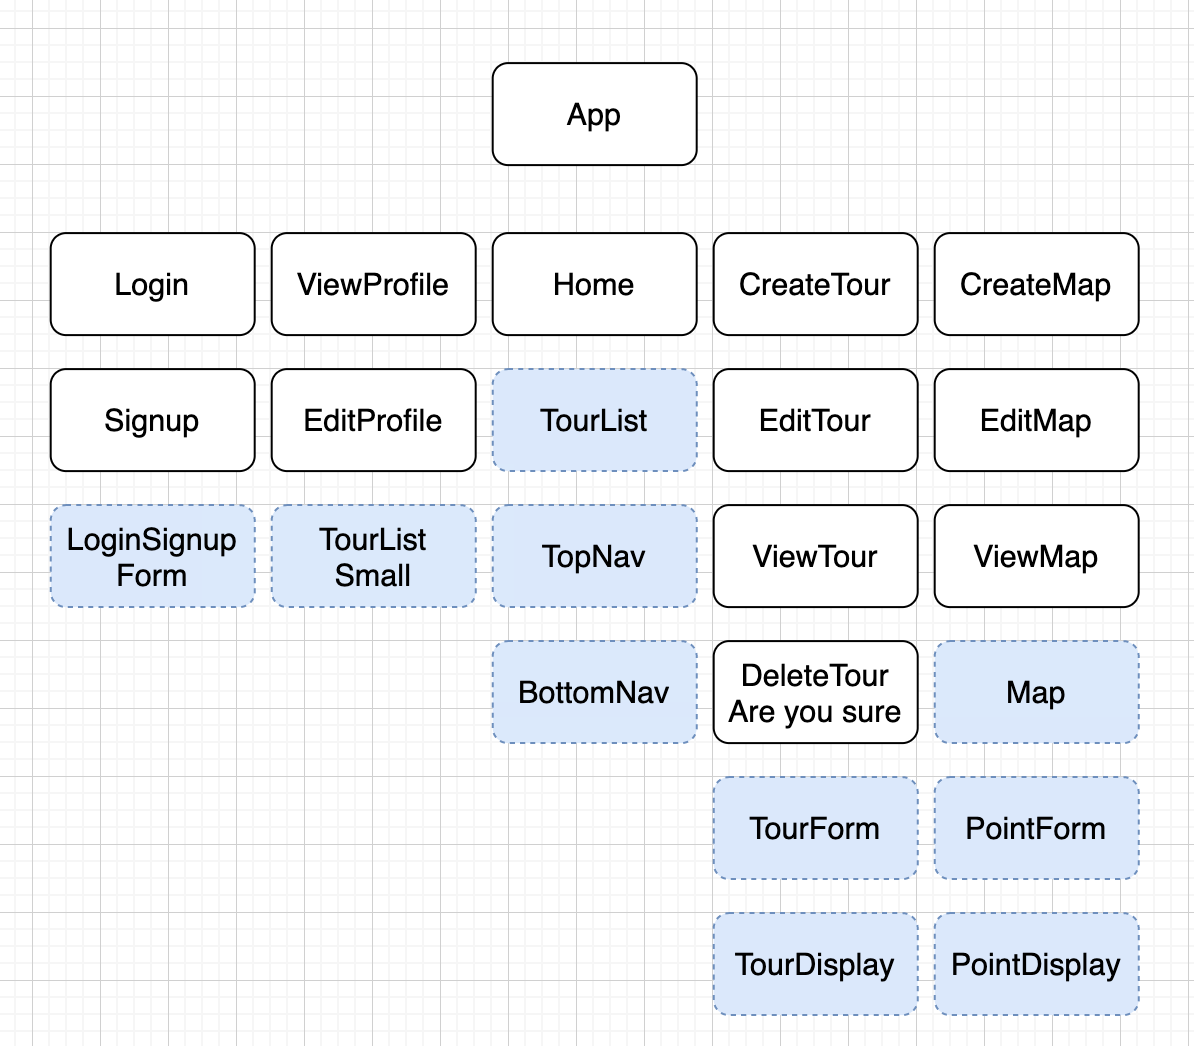 App
Login
ViewProfile
Home
CreateTour
CreateMap
Signup
EditProfile
TourList
EditTour
EditMap
LoginSignup
Form
TourList
Small
TopNav
ViewTour
ViewMap
BottomNav
DeleteTour
Are you sure
Map
TourForm
PointForm
TourDisplay
PointDisplay